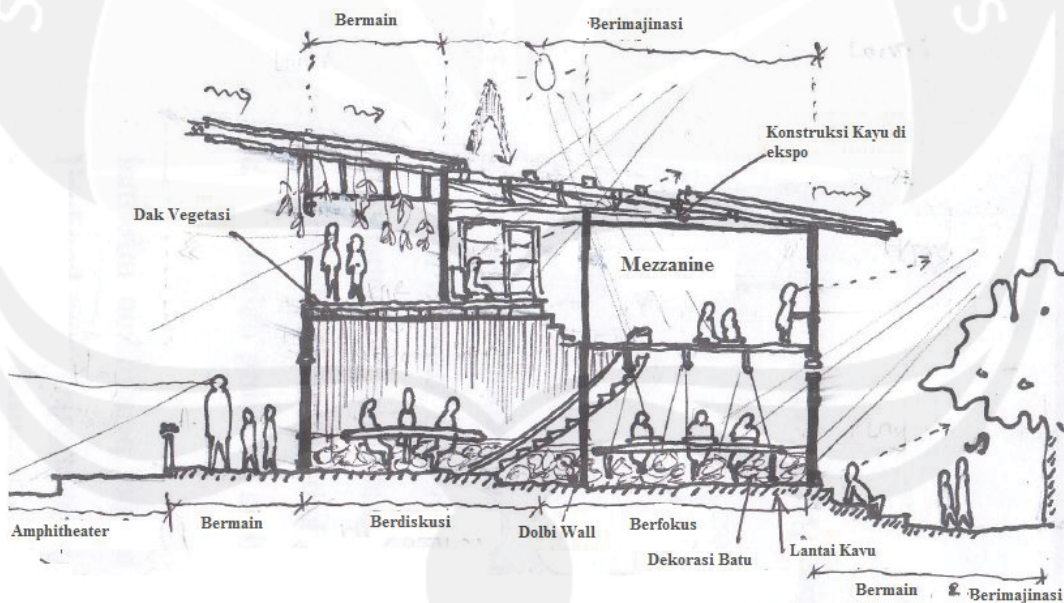 Bermain
Berimajinasi
Konstruksi Kayu di
ekspo
Dak Vegetasi
Mezzanine
Amphitheater
Bermain
Berdiskusi
Dolbi Wall
Berfokus
Dekorasi Batu
Lantai Kavu
Bermain & Berimajinasi